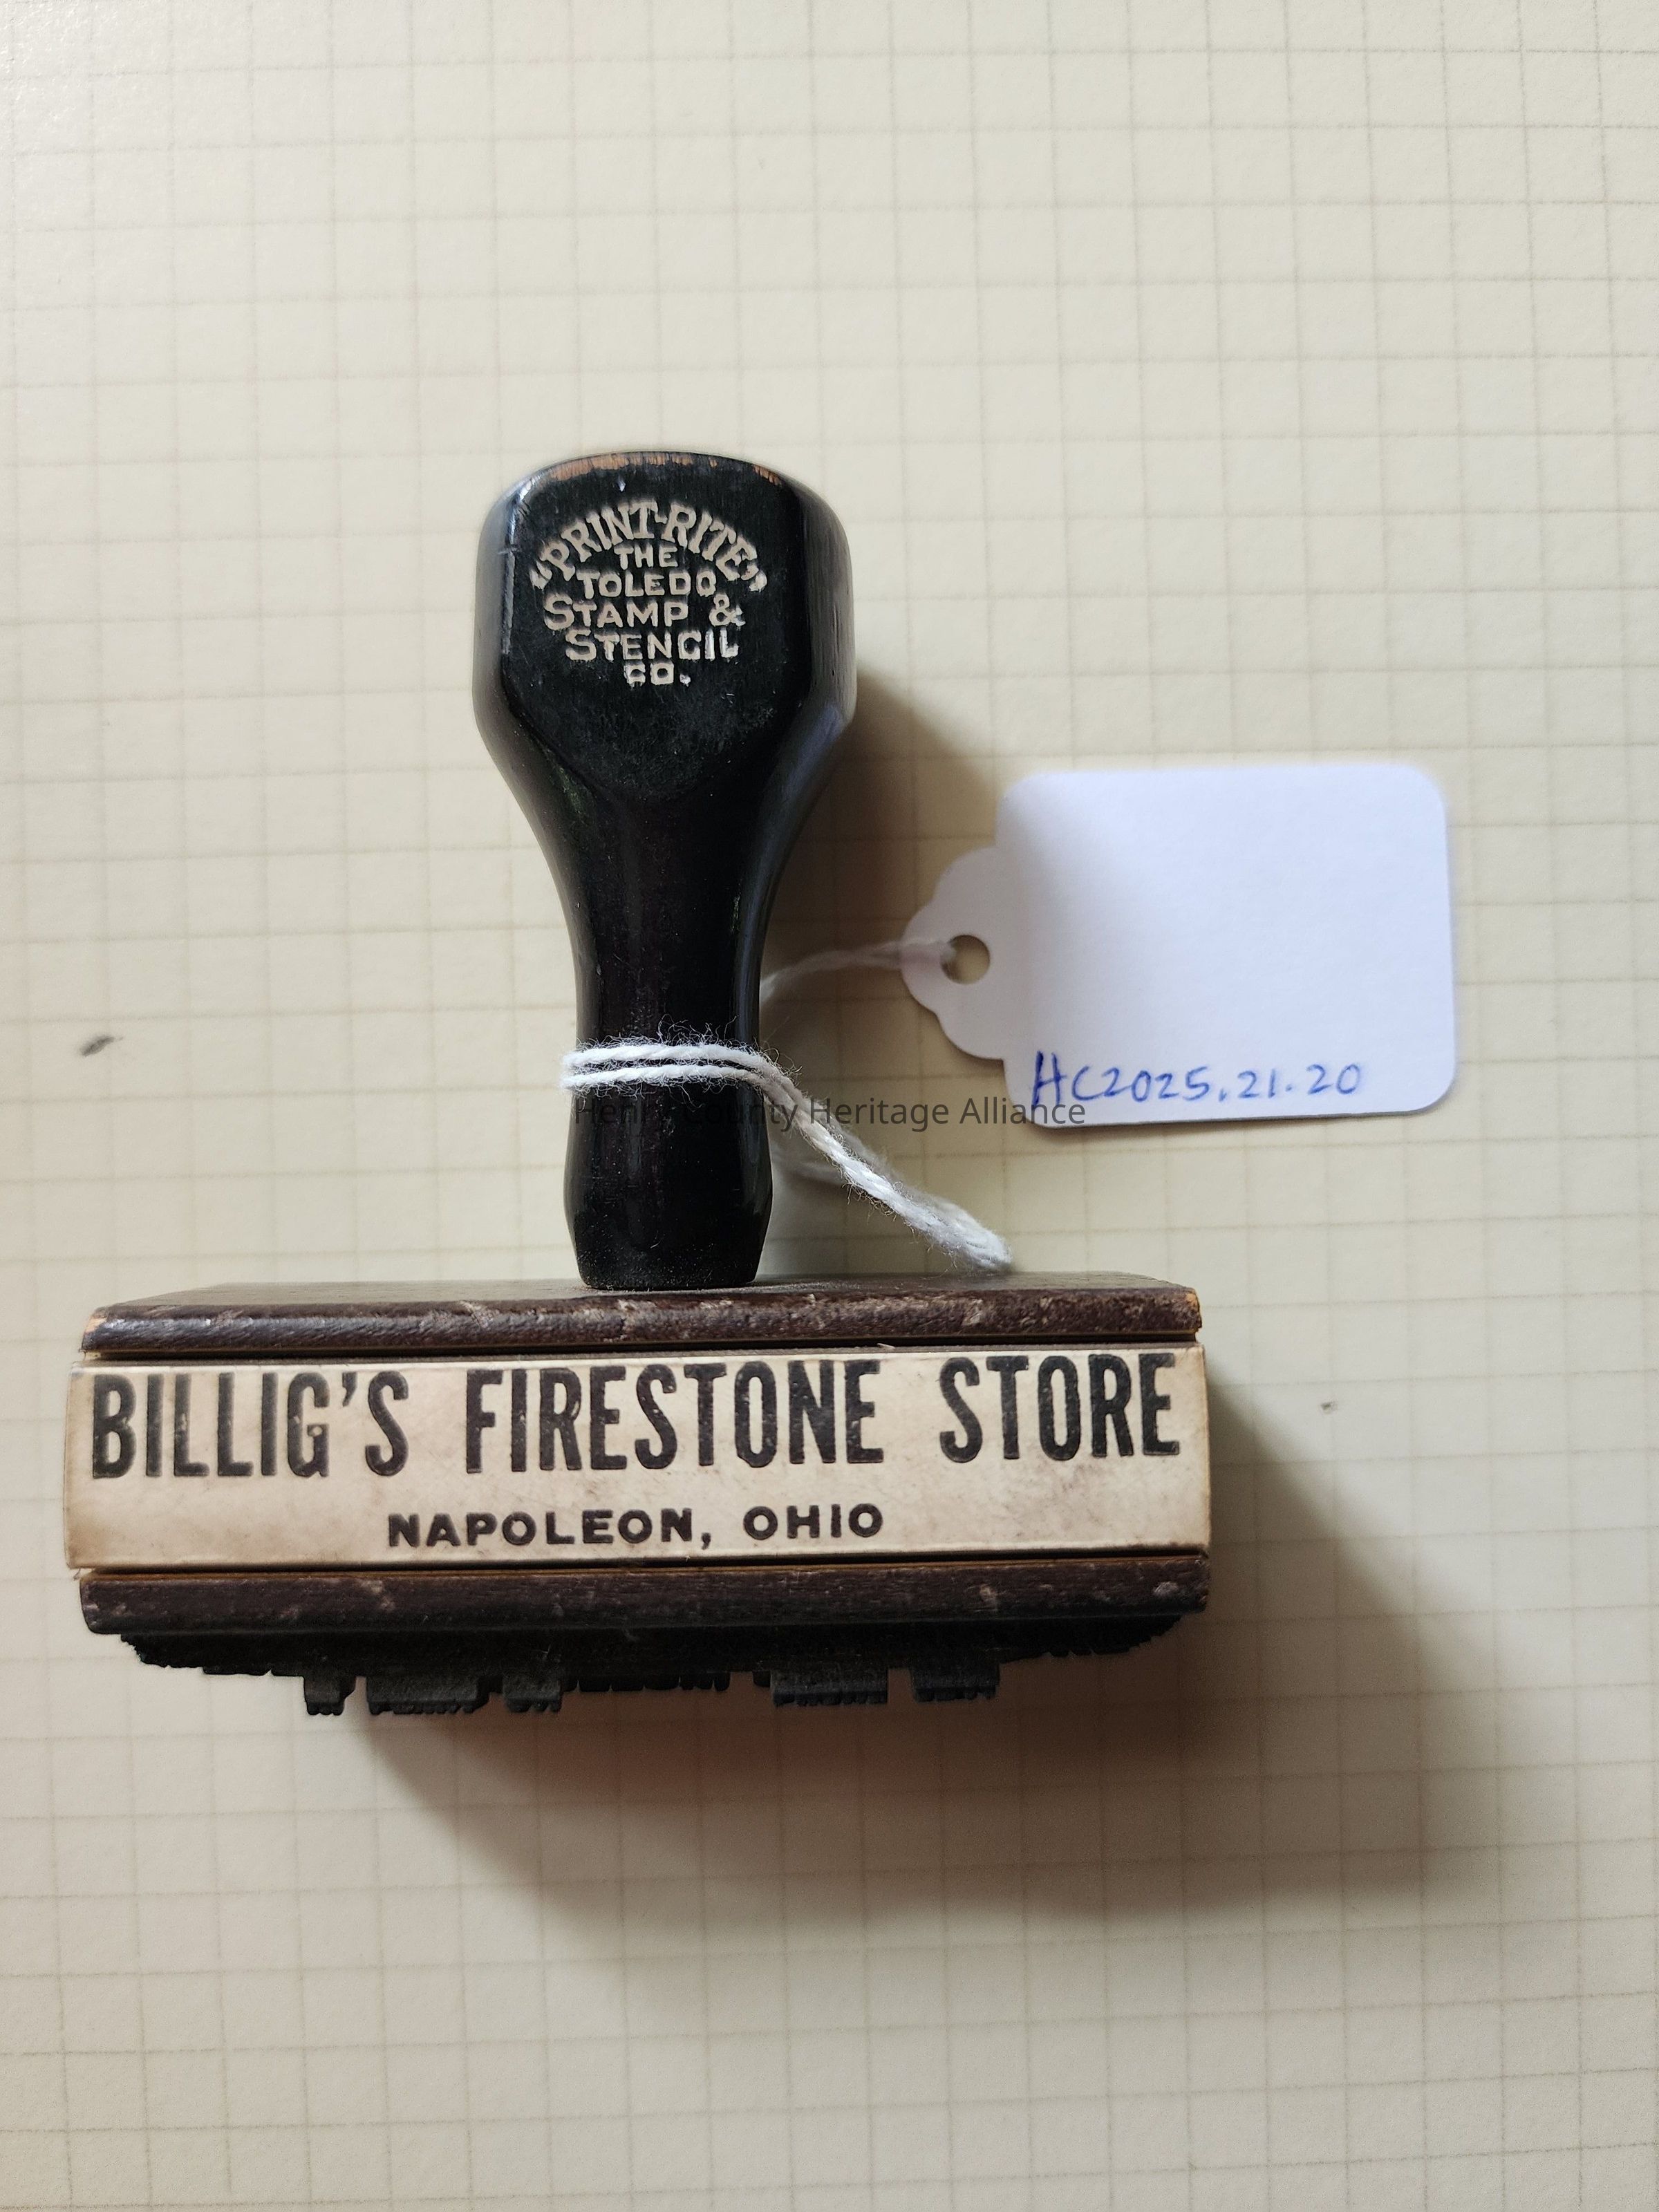 "PRINT-RITE"
THE
TOLEDO
STAMP &
STENCIL
CO.
HC2025.21.20
Henry County Heritage Alliance
BILLIG'S FIRESTONE STORE
NAPOLEON, OHIO